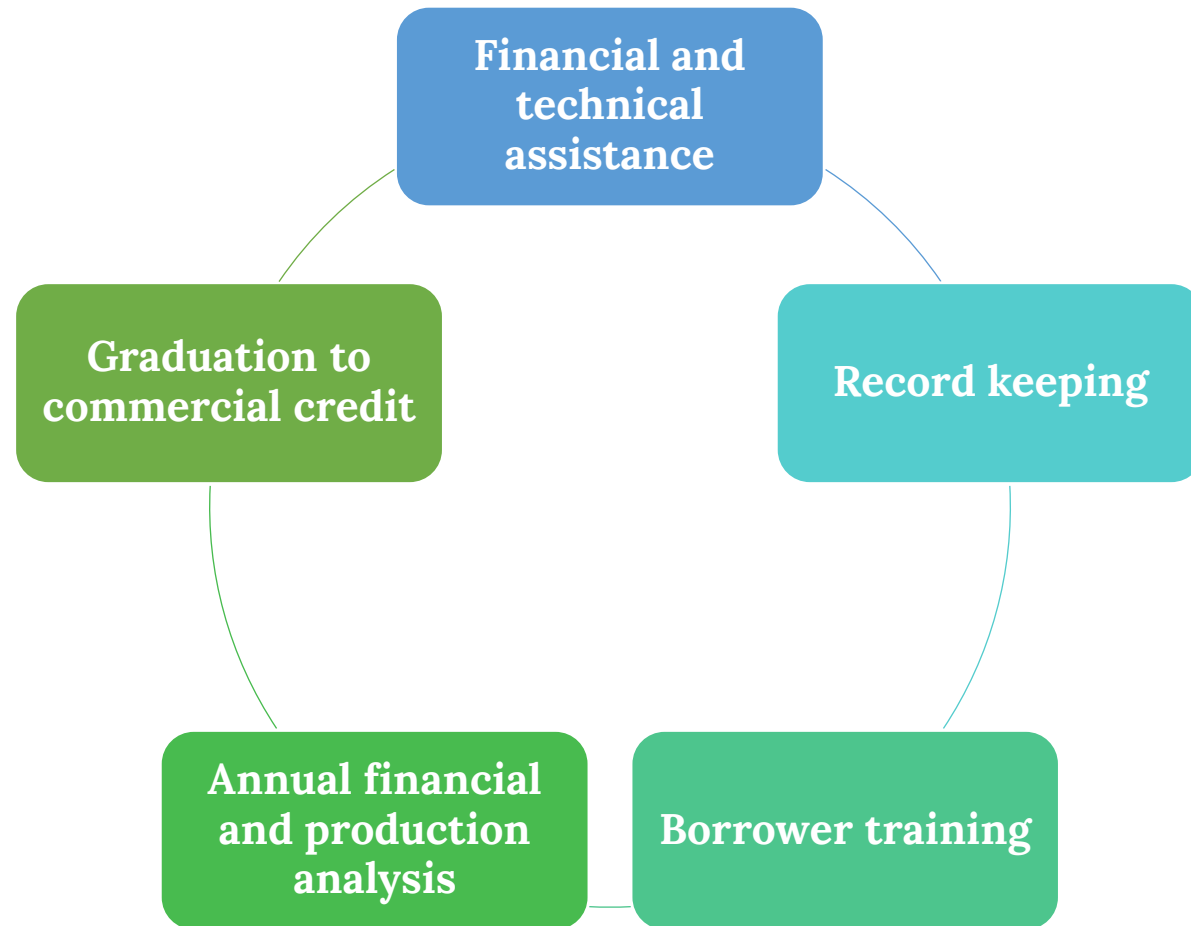 Financial and
technical
assistance
Record keeping
Borrower training
Annual financial
and production
analysis
Graduation to
commercial credit